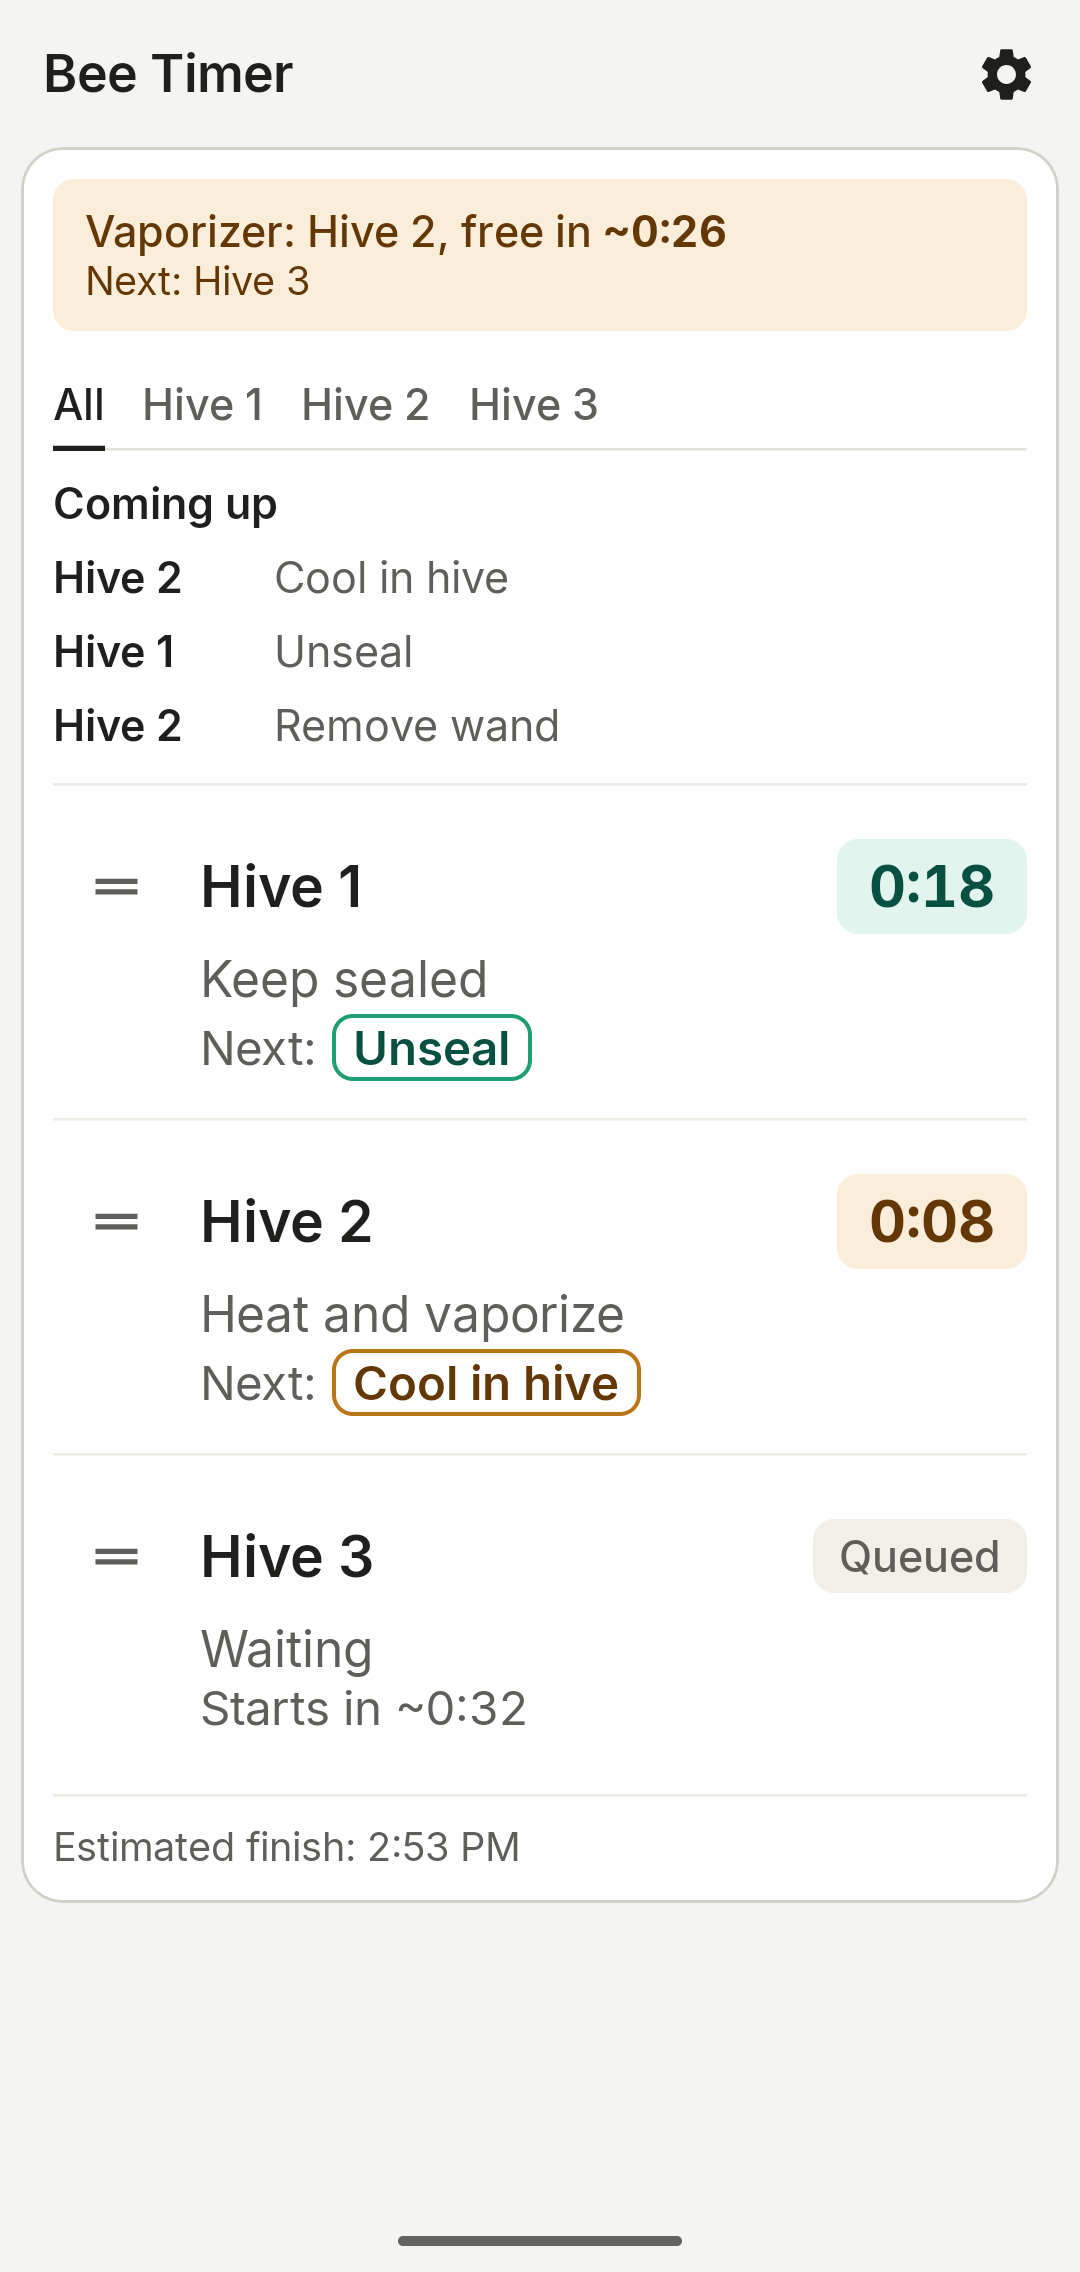 Bee Timer
Vaporizer: Hive 2, free in ~0:26
Next: Hive 3
All Hive 1 Hive 2 Hive 3
Coming up
Hive 2 Cool in hive
Hive 1 Unseal
Hive 2 Remove wand
Hive 1 0:18
Keep sealed
Next: Unseal
Hive 2 0:08
Heat and vaporize
Next: Cool in hive
Hive 3 Queued
Waiting
Starts in ~0:32
Estimated finish: 2:53 PM